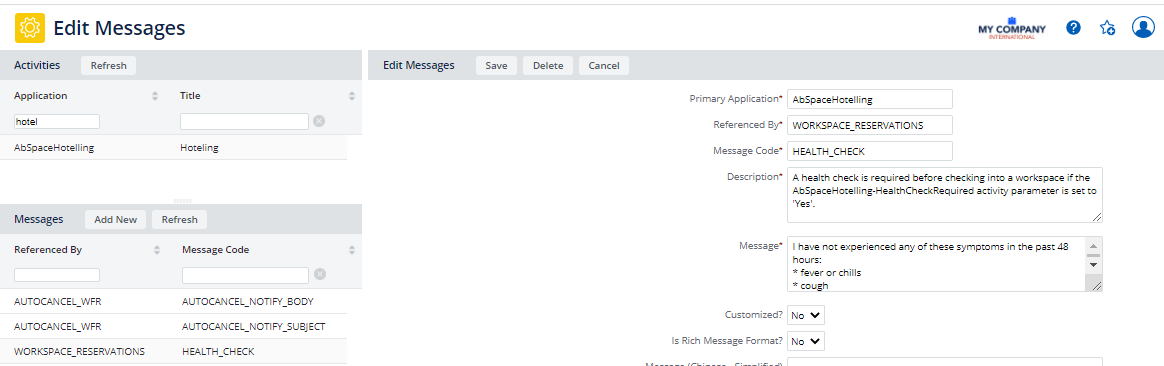 Edit Messages
MY COMPANY
INTERNATIONAL
?
Activities Refresh
Application Title
hotel
AbSpaceHotelling Hoteling
Messages Add New Refresh
Referenced By Message Code
AUTOCANCEL_WFR AUTOCANCEL_NOTIFY_BODY
AUTOCANCEL_WFR AUTOCANCEL_NOTIFY_SUBJECT
WORKSPACE_RESERVATIONS HEALTH_CHECK
Edit Messages Save Delete Cancel
Primary Application* AbSpaceHotelling
Referenced By* WORKSPACE_RESERVATIONS
Message Code* HEALTH_CHECK
Description* A health check is required before checking into a workspace if the
AbSpaceHotelling-HealthCheckRequired activity parameter is set to
'Yes'.
Message* I have not experienced any of these symptoms in the past 48
hours:
* fever or chills
* cough
Customized? No
Is Rich Message Format? No
Message (Chinese - Simplified)